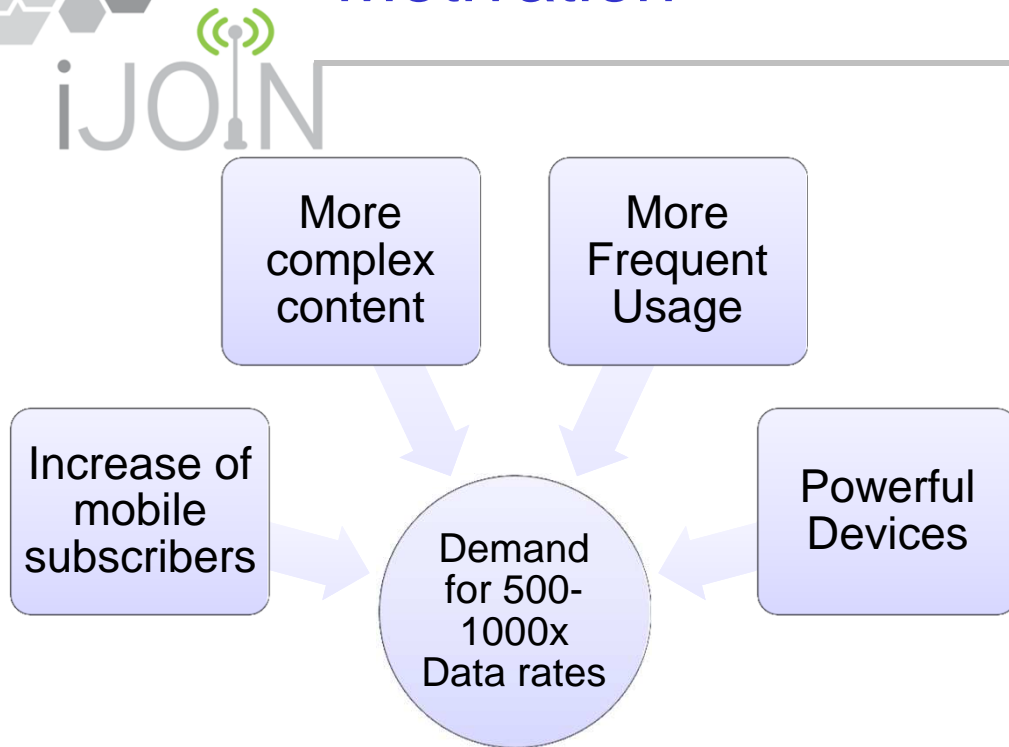 Motivation
iJOIN
More
complex
content
More
Frequent
Usage
Increase of
mobile
subscribers
Powerful
Devices
Demand
for 500-
1000x
Data rates